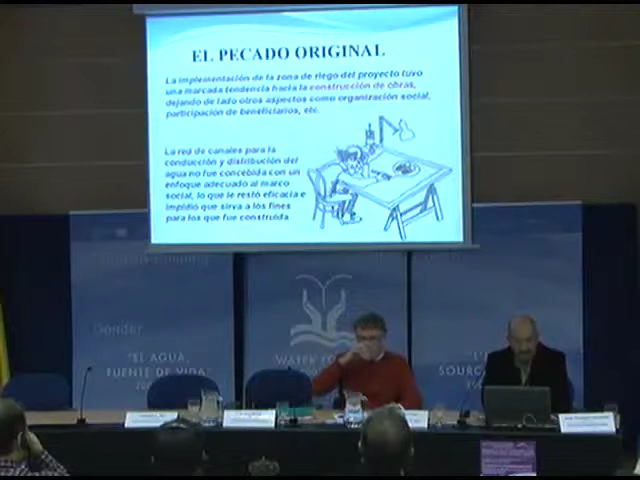 EL PECADO ORIGINAL
La implementación de la zona de riego del proyecto tuvo
una marcada tendencia hacia la construcción de obras,
dejando de lado otros aspectos como organización social,
participación de beneficiarios, etc.
La red de canales para la
conducción y distribución del
agua no fue concebida con un
enfoque adecuado al marco
social, lo que le restó eficacia e
impidió que sirva a los fines
para los que fue construida
Gender
"EL AGUA,
FUENTE DE VIDA"
WATER